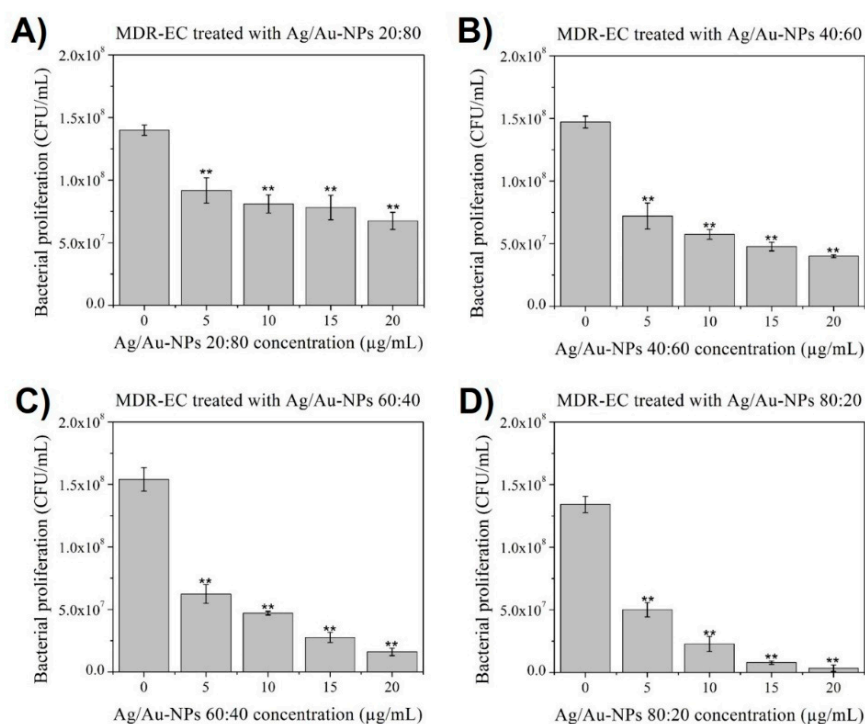 A)
MDR-EC treated with Ag/Au-NPs 20:80
Bacterial proliferation (CFU/mL)
2.0x10⁸
1.5x10⁸
1.0x10⁸
5.0x10⁷
0.0
**
**
**
**
0 5 10 15 20
Ag/Au-NPs 20:80 concentration (µg/mL)
B)
MDR-EC treated with Ag/Au-NPs 40:60
Bacterial proliferation (CFU/mL)
2.0x10⁸
1.5x10⁸
1.0x10⁸
5.0x10⁷
0.0
**
**
**
**
0 5 10 15 20
Ag/Au-NPs 40:60 concentration (µg/mL)
C)
MDR-EC treated with Ag/Au-NPs 60:40
Bacterial proliferation (CFU/mL)
2.0x10⁸
1.5x10⁸
1.0x10⁸
5.0x10⁷
0.0
**
**
**
**
0 5 10 15 20
Ag/Au-NPs 60:40 concentration (µg/mL)
D)
MDR-EC treated with Ag/Au-NPs 80:20
Bacterial proliferation (CFU/mL)
2.0x10⁸
1.5x10⁸
1.0x10⁸
5.0x10⁷
0.0
**
**
**
**
0 5 10 15 20
Ag/Au-NPs 80:20 concentration (µg/mL)